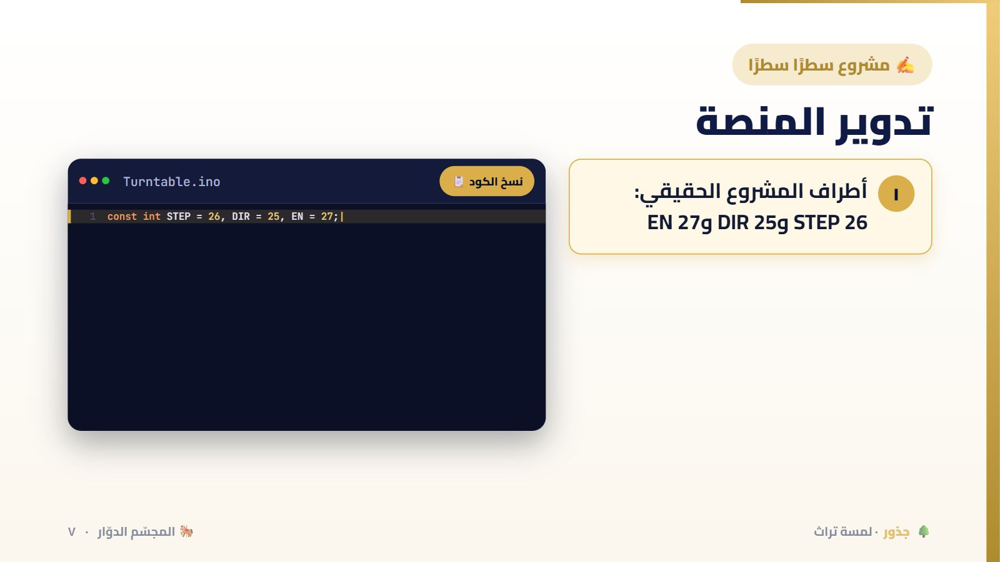 ✍️ مشروع سطرًا سطرًا
تدوير المنصة
١
أطراف المشروع الحقيقي:
STEP 26 وDIR 25 وEN 27
Turntable.ino
نسخ الكود 📋
1 const int STEP = 26, DIR = 25, EN = 27;
🌳 جذور · لمسة تراث
🎠 المجسّم الدوّار · ٧